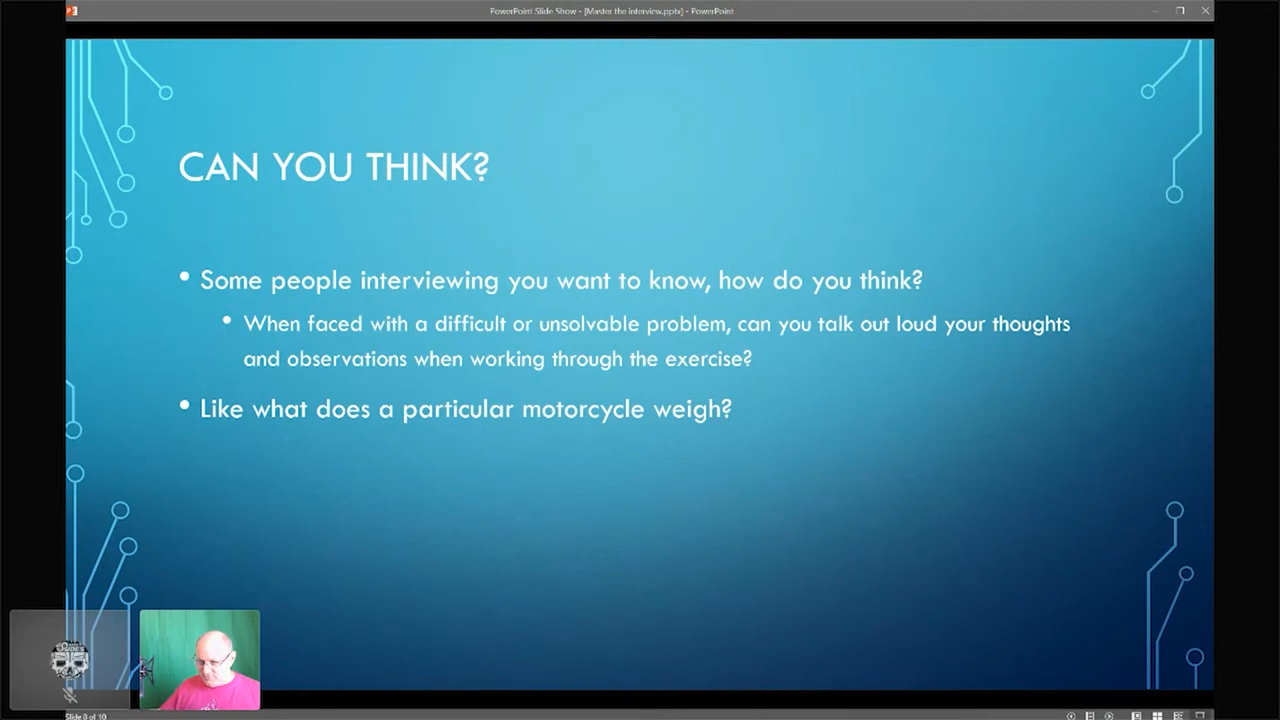 PowerPoint Slide Show - [Master the interview.pptx] - PowerPoint
CAN YOU THINK?
• Some people interviewing you want to know, how do you think?
• When faced with a difficult or unsolvable problem, can you talk out loud your thoughts
and observations when working through the exercise?
• Like what does a particular motorcycle weigh?
Slide 8 of 10